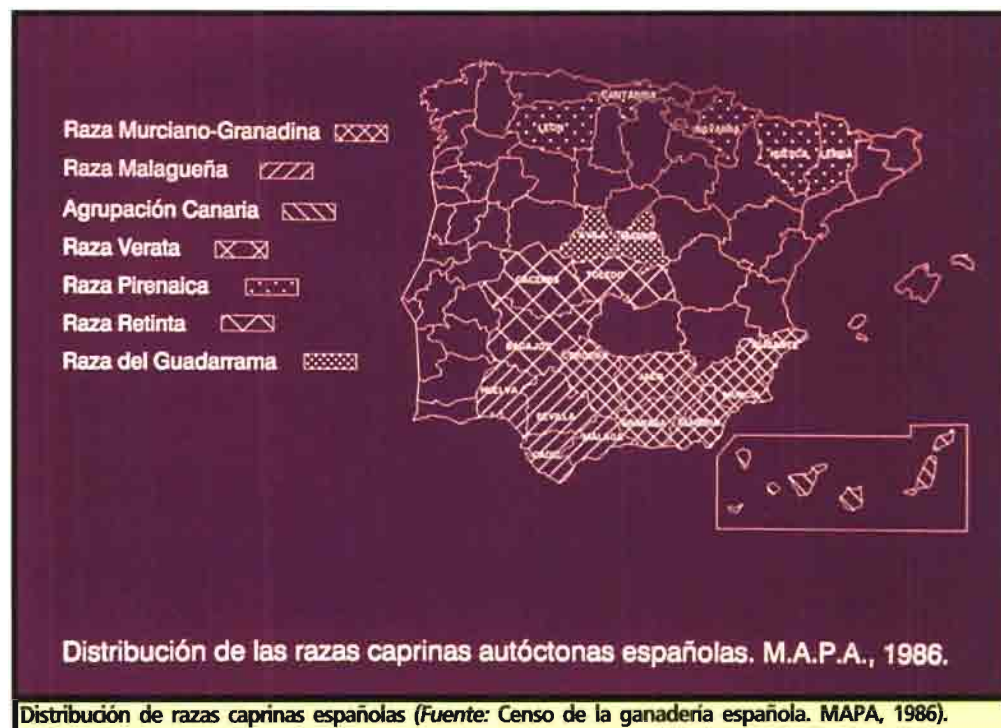 Raza Murciano-Granadina
Raza Malagueña
Agrupación Canaria
Raza Verata
Raza Pirenaica
Raza Retinta
Raza del Guadarrama
CANTABRIA
LEON
NAVARRA
HUESCA LERIDA
CACERES TOLEDO
BADAJOZ CORDOBA
ALICANTE
JAEN
MURCIA
HUELVA
SEVILLA
GRANADA ALMERIA
MALAGA
CADIZ
Distribución de las razas caprinas autóctonas españolas. M.A.P.A., 1986.
Distribución de razas caprinas españolas (Fuente: Censo de la ganadería española. MAPA, 1986).